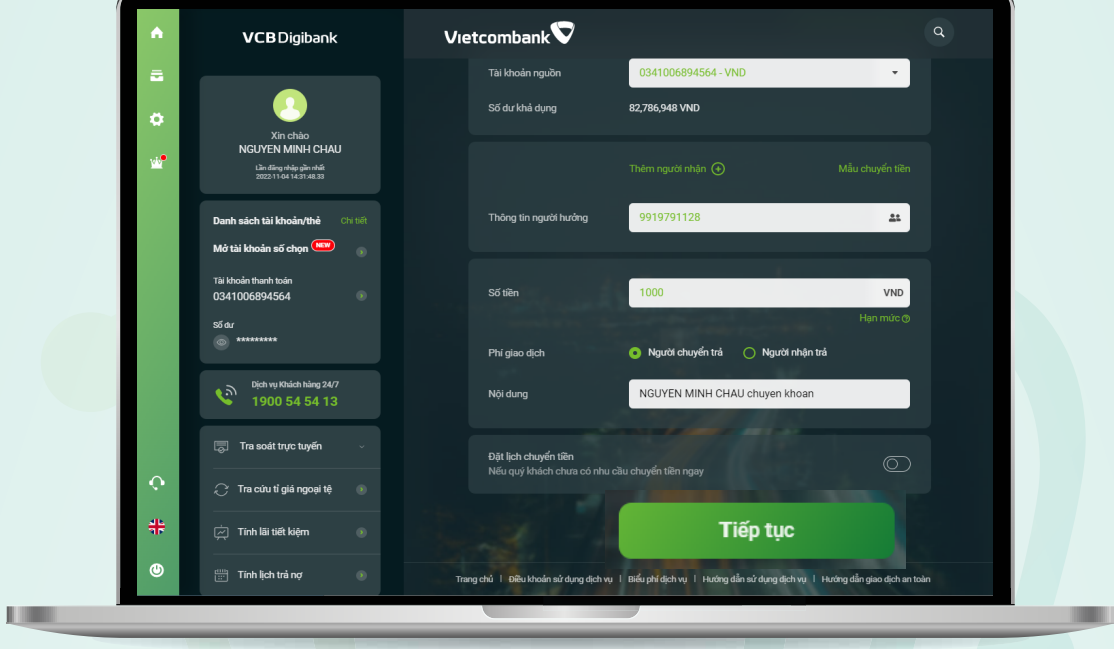 VCB Digibank
Xin chào
NGUYEN MINH CHAU
Lần đăng nhập gần nhất
2022-11-04 14:31:48.33
Danh sách tài khoản/thẻ Chi tiết
Mở tài khoản số chọn NEW
Tài khoản thanh toán
0341006894564
Số dư
*********
Dịch vụ Khách hàng 24/7
1900 54 54 13
Tra soát trực tuyến
Tra cứu tỉ giá ngoại tệ
Tính lãi tiết kiệm
Tính lịch trả nợ
Vietcombank
Tài khoản nguồn 0341006894564 - VND
Số dư khả dụng 82,786,948 VND
Thêm người nhận Mẫu chuyển tiền
Thông tin người hưởng 9919791128
Số tiền 1000 VND
Hạn mức
Phí giao dịch Người chuyển trả Người nhận trả
Nội dung NGUYEN MINH CHAU chuyen khoan
Đặt lịch chuyển tiền
Nếu quý khách chưa có nhu cầu chuyển tiền ngay
Tiếp tục
Trang chủ | Điều khoản sử dụng dịch vụ | Biểu phí dịch vụ | Hướng dẫn sử dụng dịch vụ | Hướng dẫn giao dịch an toàn